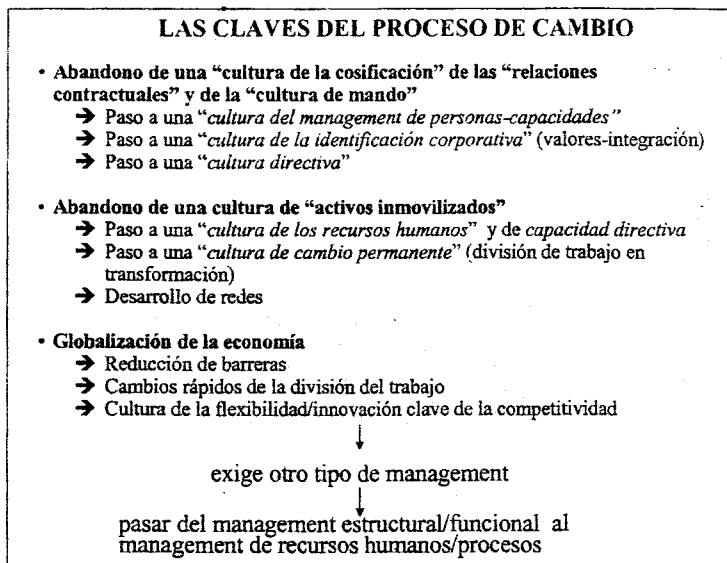 LAS CLAVES DEL PROCESO DE CAMBIO
• Abandono de una “cultura de la cosificación” de las “relaciones
contractuales” y de la “cultura de mando”
➔ Paso a una “cultura del management de personas-capacidades”
➔ Paso a una “cultura de la identificación corporativa” (valores-integración)
➔ Paso a una “cultura directiva”
• Abandono de una cultura de “activos inmovilizados”
➔ Paso a una “cultura de los recursos humanos” y de capacidad directiva
➔ Paso a una “cultura de cambio permanente” (división de trabajo en
transformación)
➔ Desarrollo de redes
• Globalización de la economía
➔ Reducción de barreras
➔ Cambios rápidos de la división del trabajo
➔ Cultura de la flexibilidad/innovación clave de la competitividad
exige otro tipo de management
pasar del management estructural/funcional al
management de recursos humanos/procesos